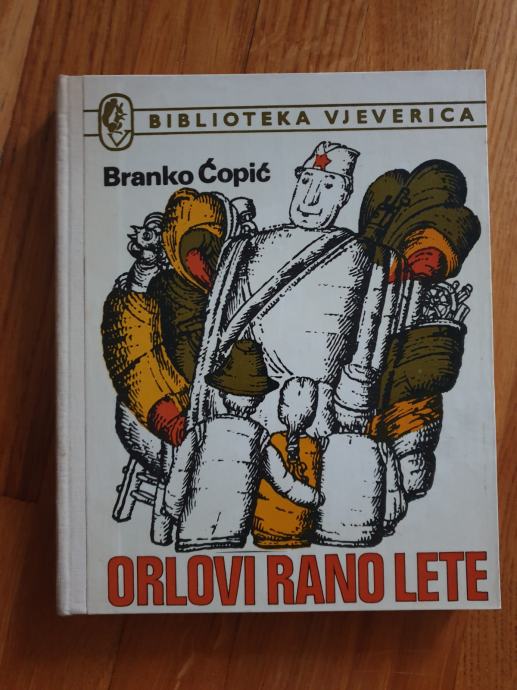 BIBLIOTEKA VJEVERICA
Branko Ćopić
ORLOVI RANO LETE